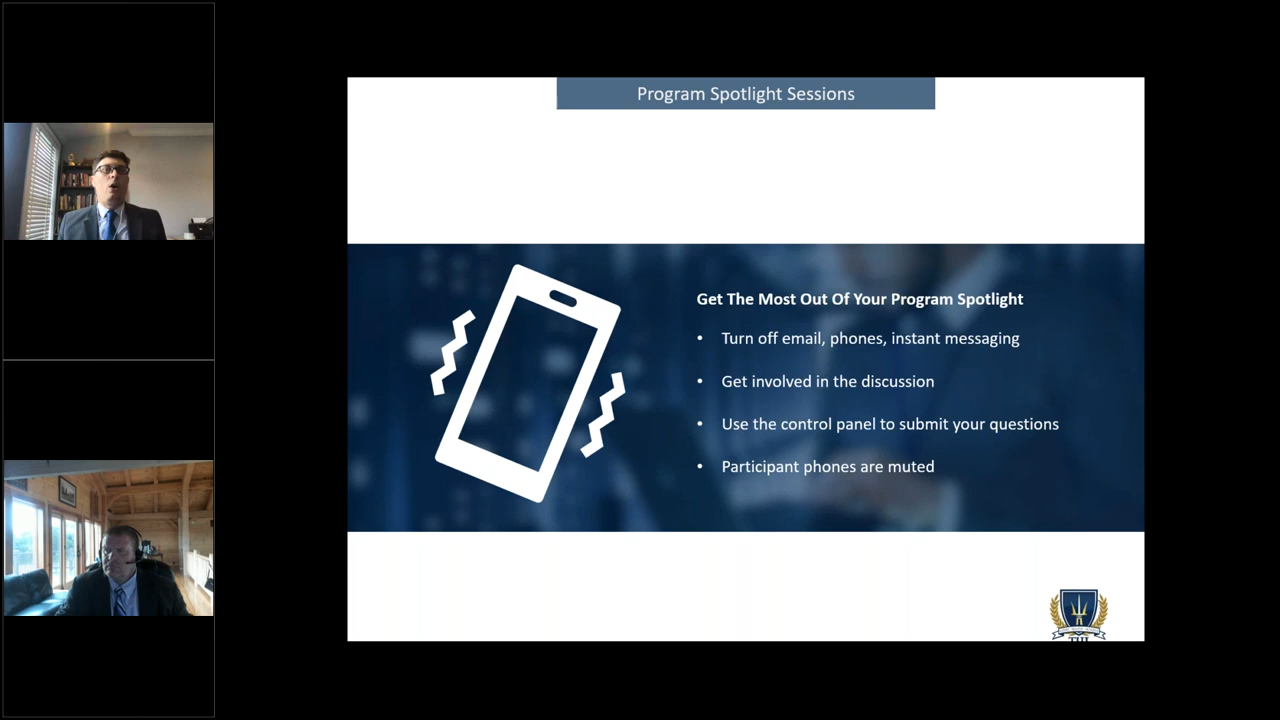 Program Spotlight Sessions
Get The Most Out Of Your Program Spotlight
• Turn off email, phones, instant messaging
• Get involved in the discussion
• Use the control panel to submit your questions
• Participant phones are muted